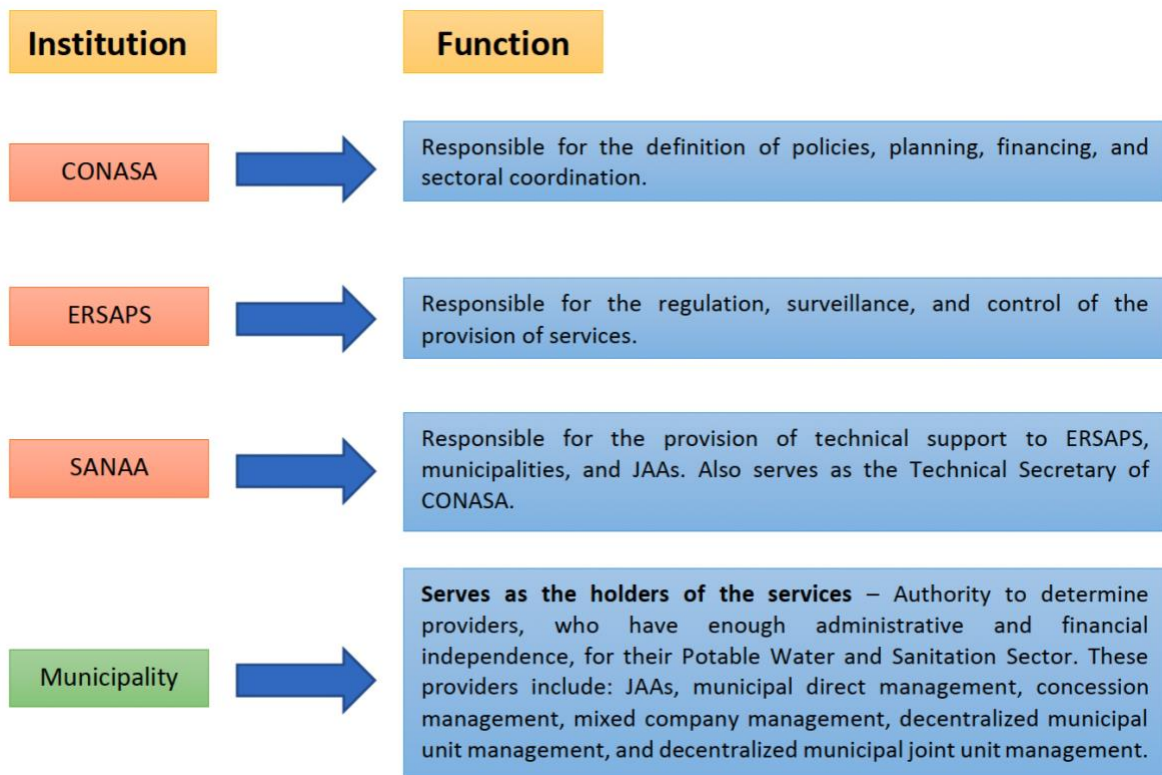 Institution
Function
CONASA
Responsible for the definition of policies, planning, financing, and
sectoral coordination.
ERSAPS
Responsible for the regulation, surveillance, and control of the
provision of services.
SANAA
Responsible for the provision of technical support to ERSAPS,
municipalities, and JAAs. Also serves as the Technical Secretary of
CONASA.
Municipality
Serves as the holders of the services – Authority to determine
providers, who have enough administrative and financial
independence, for their Potable Water and Sanitation Sector. These
providers include: JAAs, municipal direct management, concession
management, mixed company management, decentralized municipal
unit management, and decentralized municipal joint unit management.